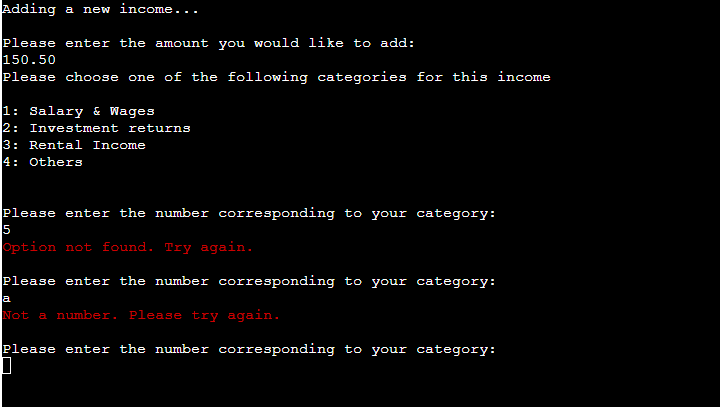 Adding a new income...
Please enter the amount you would like to add:
150.50
Please choose one of the following categories for this income
1: Salary & Wages
2: Investment returns
3: Rental Income
4: Others
Please enter the number corresponding to your category:
5
Option not found. Try again.
Please enter the number corresponding to your category:
a
Not a number. Please try again.
Please enter the number corresponding to your category: